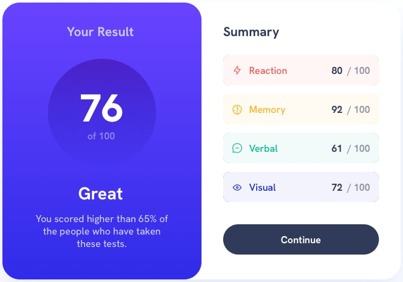 Your Result
76
of 100
Great
You scored higher than 65% of
the people who have taken
these tests.
Summary
Reaction 80 / 100
Memory 92 / 100
Verbal 61 / 100
Visual 72 / 100
Continue